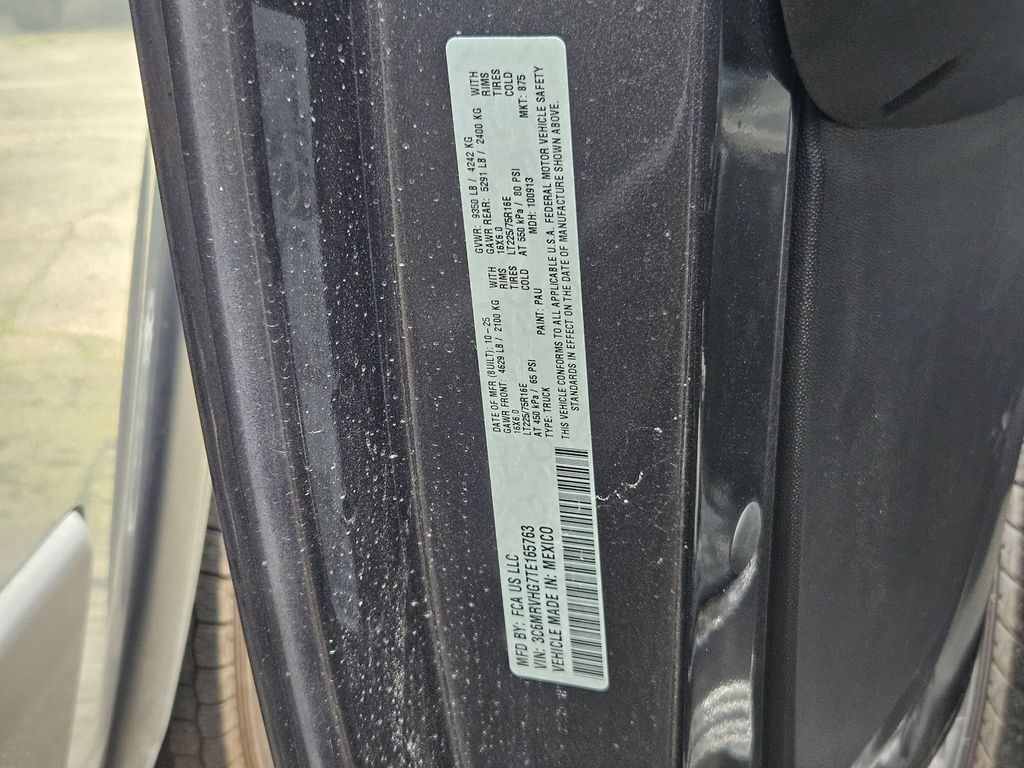 MFD BY: FCA US LLC
VIN: 3C6MRVHG7TE165763
VEHICLE MADE IN: MEXICO
DATE OF MFR (BUILT): 10-25 GVWR: 9350 LB / 4242 KG
GAWR FRONT: 4629 LB / 2100 KG WITH GAWR REAR: 5291 LB / 2400 KG WITH
16X6.0 RIMS 16X6.0 RIMS
LT225/75R16E TIRES LT225/75R16E TIRES
AT 450 kPa / 65 PSI COLD AT 550 kPa / 80 PSI COLD
TYPE: TRUCK PAINT: PAU MDH: 100913 MKT: 875
THIS VEHICLE CONFORMS TO ALL APPLICABLE U.S.A. FEDERAL MOTOR VEHICLE SAFETY
STANDARDS IN EFFECT ON THE DATE OF MANUFACTURE SHOWN ABOVE.